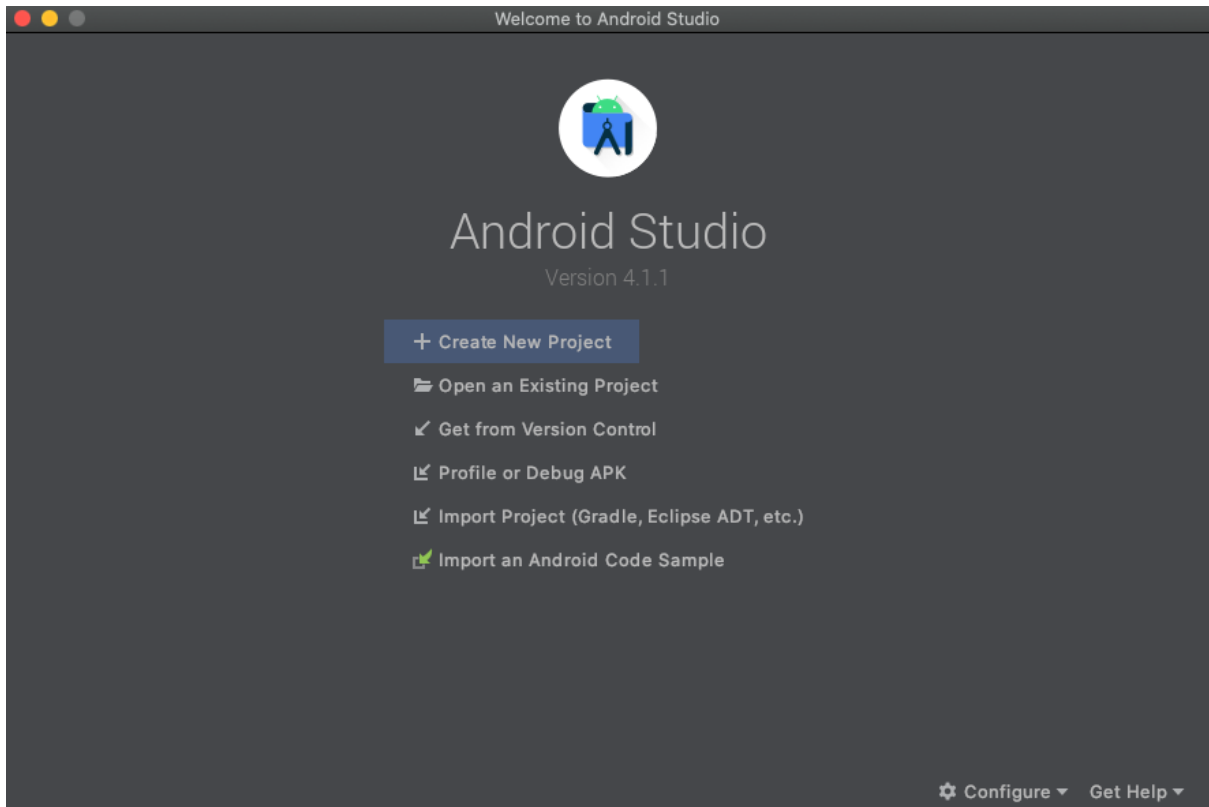 Welcome to Android Studio
Android Studio
Version 4.1.1
Create New Project
Open an Existing Project
Get from Version Control
Profile or Debug APK
Import Project (Gradle, Eclipse ADT, etc.)
Import an Android Code Sample
Configure Get Help